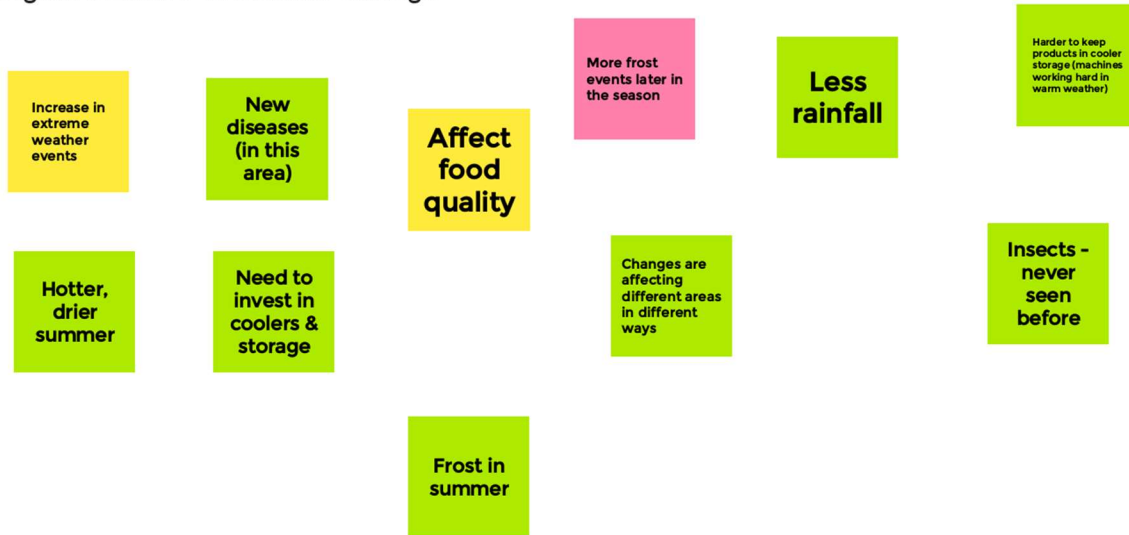 Increase in
extreme
weather
events
New
diseases
(in this
area)
Affect
food
quality
More frost
events later in
the season
Less
rainfall
Harder to keep
products in cooler
storage (machines
working hard in
warm weather)
Hotter,
drier
summer
Need to
invest in
coolers &
storage
Changes are
affecting
different areas
in different
ways
Insects -
never
seen
before
Frost in
summer